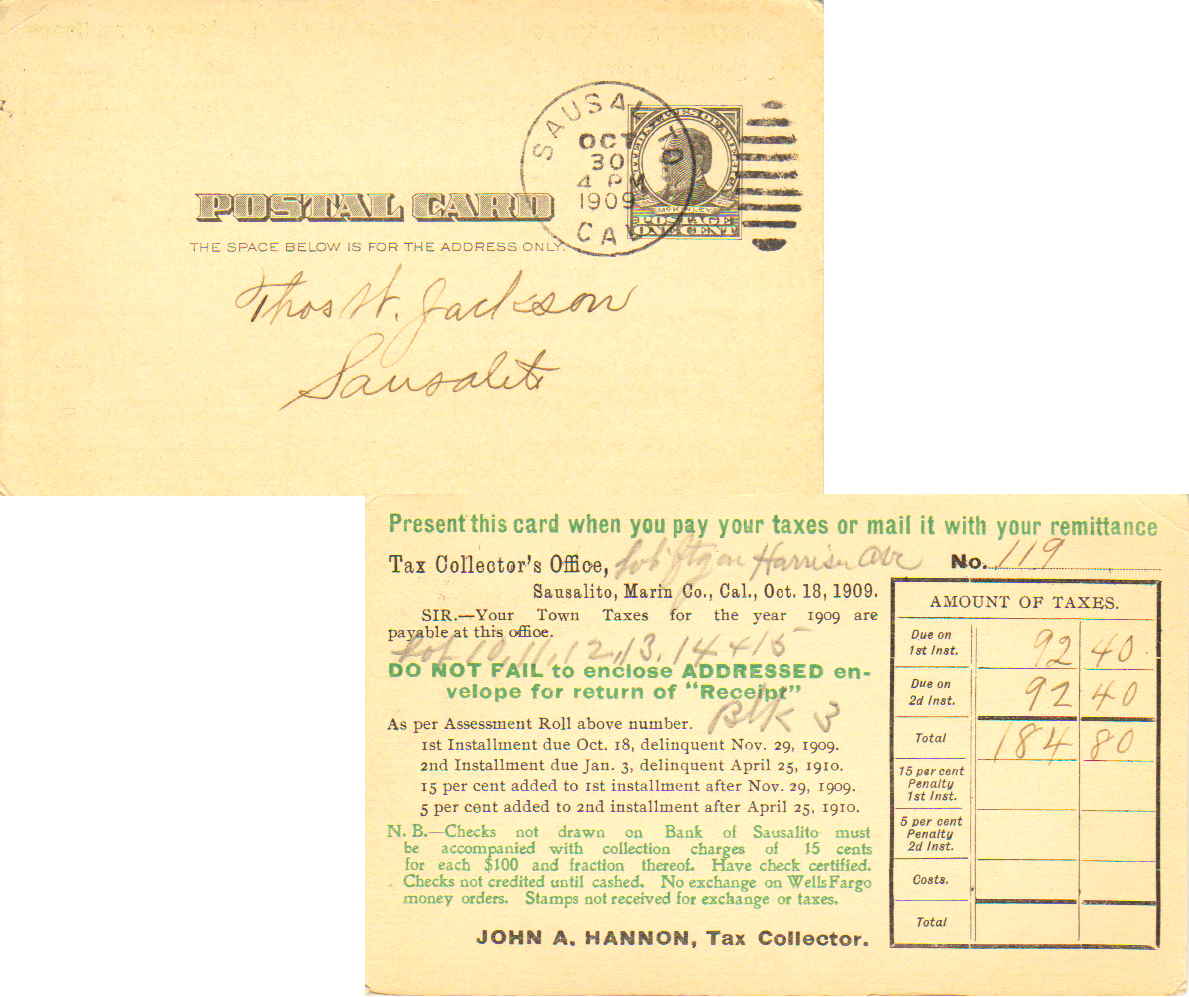 POSTAL CARD
THE SPACE BELOW IS FOR THE ADDRESS ONLY.
SAUSALITO
OCT
30
4 PM
1909
CAL
McKINLEY
POSTAGE
ONE CENT
Thos W. Jackson
Sausalito
Present this card when you pay your taxes or mail it with your remittance
Tax Collector's Office, Harrison Ave
No. 119
Sausalito, Marin Co., Cal., Oct. 18, 1909.
SIR.—Your Town Taxes for the year 1909 are
payable at this office.
Lot 10, 11, 12, 13, 14 + 15
DO NOT FAIL to enclose ADDRESSED en-
velope for return of "Receipt"
Blk 3
As per Assessment Roll above number.
1st Installment due Oct. 18, delinquent Nov. 29, 1909.
2nd Installment due Jan. 3, delinquent April 25, 1910.
15 per cent added to 1st installment after Nov. 29, 1909.
5 per cent added to 2nd installment after April 25, 1910.
N. B.—Checks not drawn on Bank of Sausalito must
be accompanied with collection charges of 15 cents
for each $100 and fraction thereof. Have check certified.
Checks not credited until cashed. No exchange on Wells Fargo
money orders. Stamps not received for exchange or taxes.
JOHN A. HANNON, Tax Collector.
AMOUNT OF TAXES.
Due on
1st Inst. 92 40
Due on
2d Inst. 92 40
Total 184 80
15 per cent
Penalty
1st Inst.
5 per cent
Penalty
2d Inst.
Costs.
Total